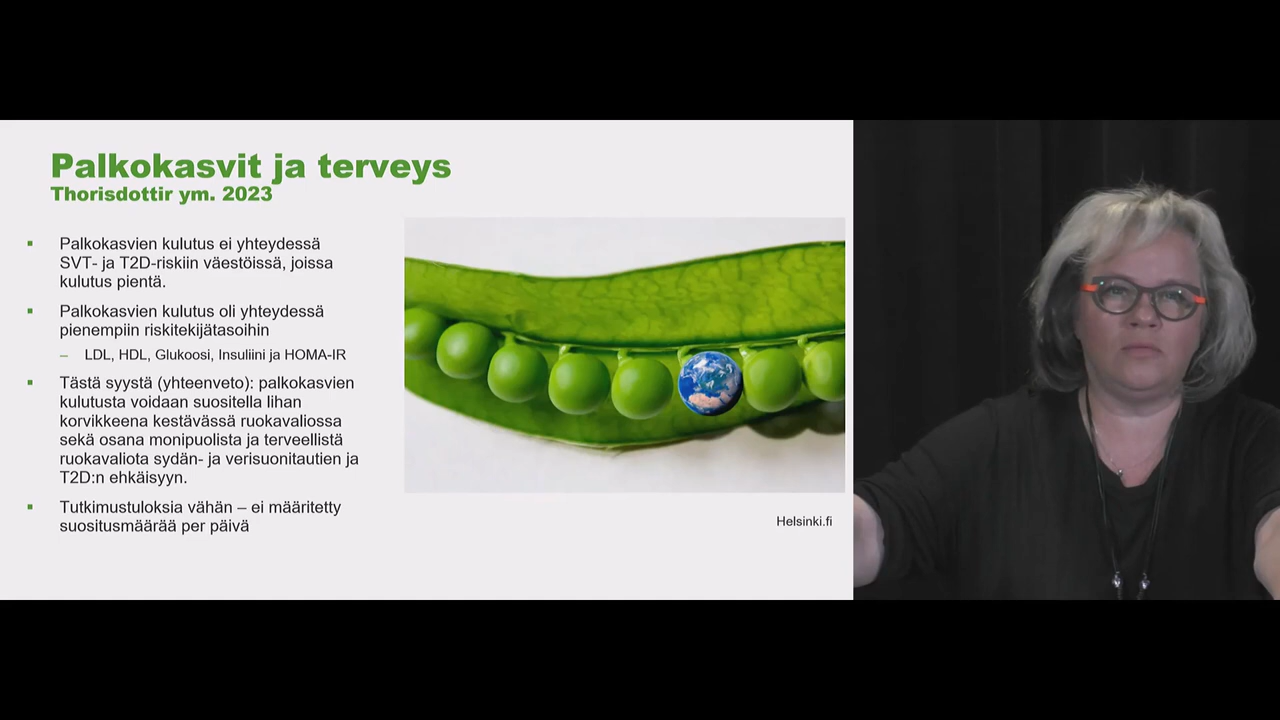 Palkokasvit ja terveys
Thorisdottir ym. 2023
▪ Palkokasvien kulutus ei yhteydessä
SVT- ja T2D-riskiin väestöissä, joissa
kulutus pientä.
▪ Palkokasvien kulutus oli yhteydessä
pienempiin riskitekijätasoihin
– LDL, HDL, Glukoosi, Insuliini ja HOMA-IR
▪ Tästä syystä (yhteenveto): palkokasvien
kulutusta voidaan suositella lihan
korvikkeena kestävässä ruokavaliossa
sekä osana monipuolista ja terveellistä
ruokavaliota sydän- ja verisuonitautien ja
T2D:n ehkäisyyn.
▪ Tutkimustuloksia vähän – ei määritetty
suositusmäärää per päivä
Helsinki.fi